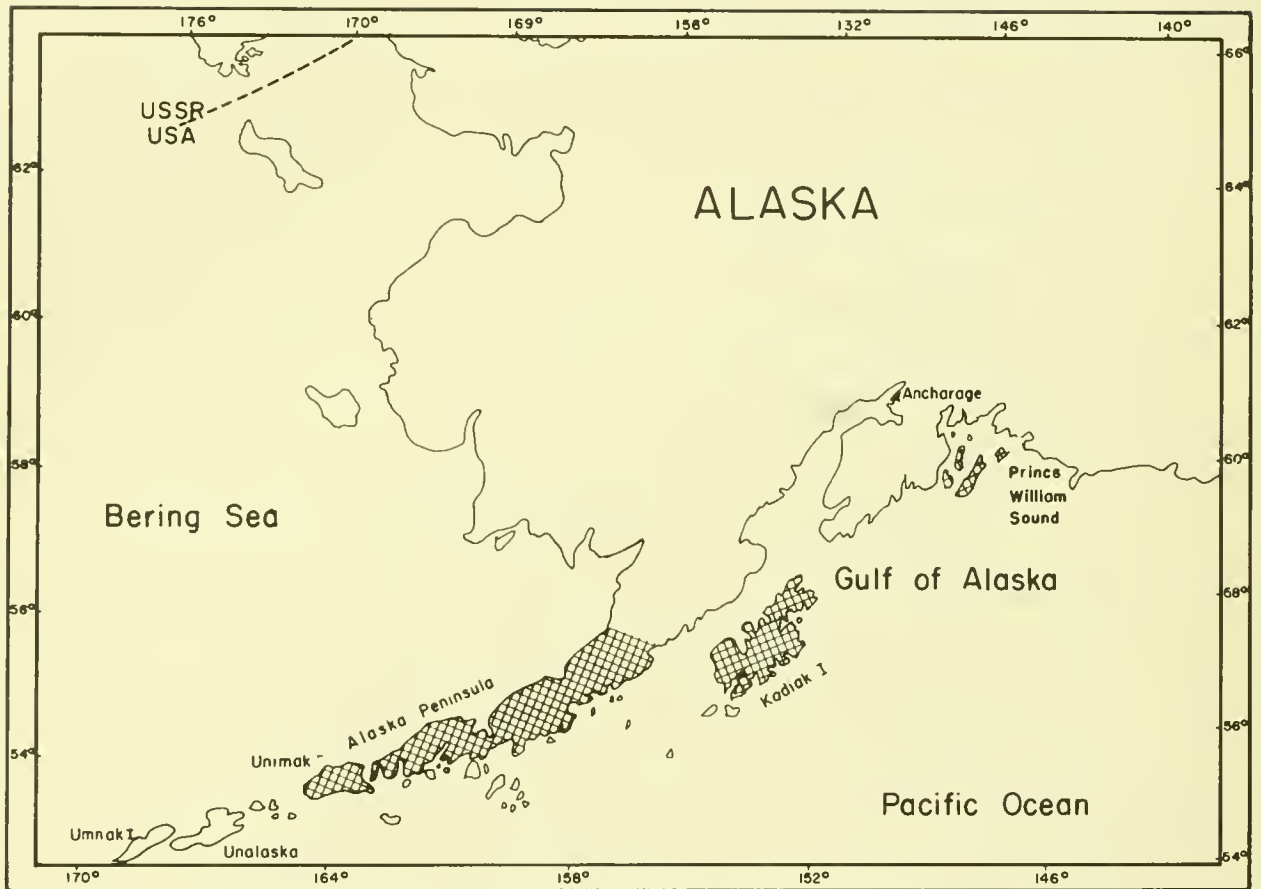 176° 170° 169° 156° 132° 146° 140°
66°
USSR
USA
62°
64°
ALASKA
60°
62°
Ancharage
58°
60°
Prince
William
Sound
Bering Sea
Gulf of Alaska
56°
68°
Kadiak I
Alaska Peninsula
56°
54°
Unimak
Pacific Ocean
Umnak I
Unalaska
54°
170° 164° 158° 152° 146°